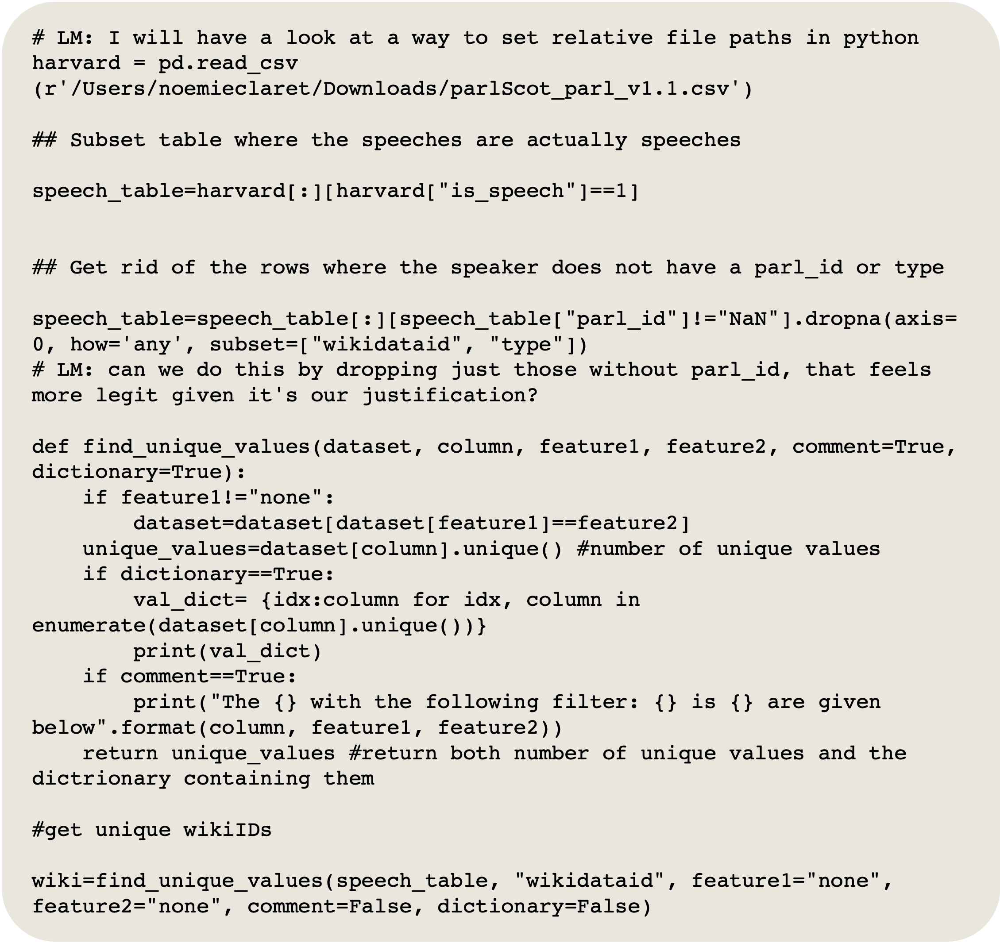 # LM: I will have a look at a way to set relative file paths in python
harvard = pd.read_csv
(r'/Users/noemieclaret/Downloads/parlScot_parl_v1.1.csv')
## Subset table where the speeches are actually speeches
speech_table=harvard[:][harvard["is_speech"]==1]
## Get rid of the rows where the speaker does not have a parl_id or type
speech_table=speech_table[:][speech_table["parl_id"]!="NaN"].dropna(axis=
0, how='any', subset=["wikidataid", "type"])
# LM: can we do this by dropping just those without parl_id, that feels
more legit given it's our justification?
def find_unique_values(dataset, column, feature1, feature2, comment=True,
dictionary=True):
    if feature1!="none":
        dataset=dataset[dataset[feature1]==feature2]
    unique_values=dataset[column].unique() #number of unique values
    if dictionary==True:
        val_dict= {idx:column for idx, column in
enumerate(dataset[column].unique())}
        print(val_dict)
    if comment==True:
        print("The {} with the following filter: {} is {} are given
below".format(column, feature1, feature2))
    return unique_values #return both number of unique values and the
dictrionary containing them
#get unique wikiIDs
wiki=find_unique_values(speech_table, "wikidataid", feature1="none",
feature2="none", comment=False, dictionary=False)